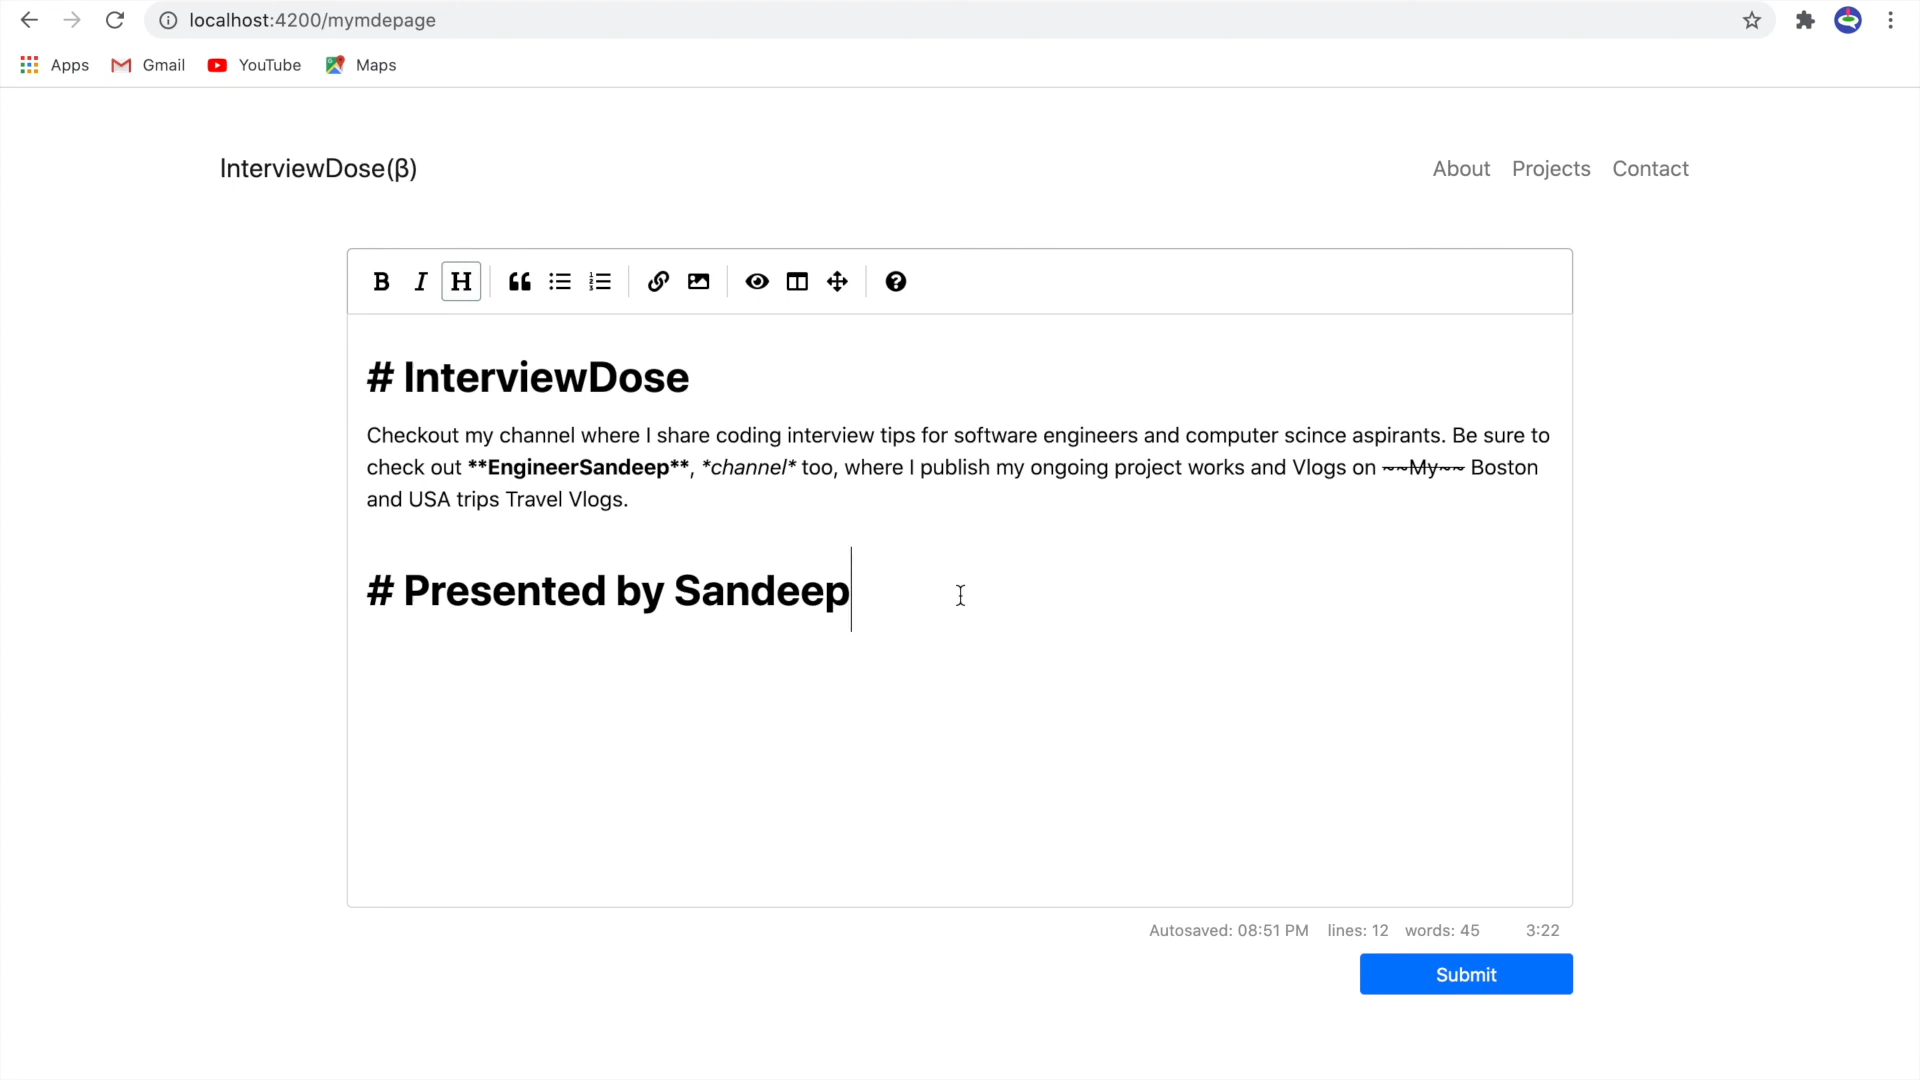 localhost:4200/mymdepage
Apps Gmail YouTube Maps
InterviewDose(β) About Projects Contact
B I H
# InterviewDose
Checkout my channel where I share coding interview tips for software engineers and computer scince aspirants. Be sure to
check out **EngineerSandeep**, *channel* too, where I publish my ongoing project works and Vlogs on ~~My~~ Boston
and USA trips Travel Vlogs.
# Presented by Sandeep
Autosaved: 08:51 PM lines: 12 words: 45 3:22
Submit